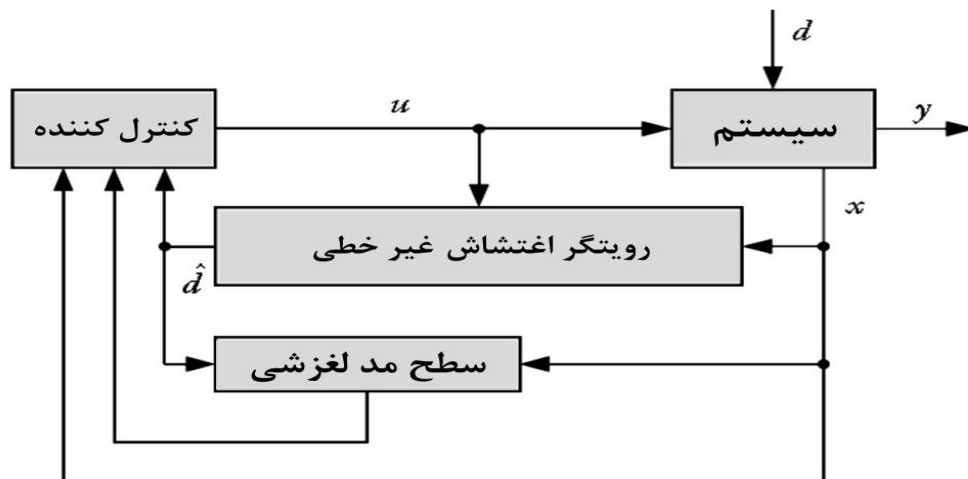 d
u
کنترل کننده
سیستم
y
x
رویتگر اغتشاش غیر خطی
d̂
سطح مد لغزشی